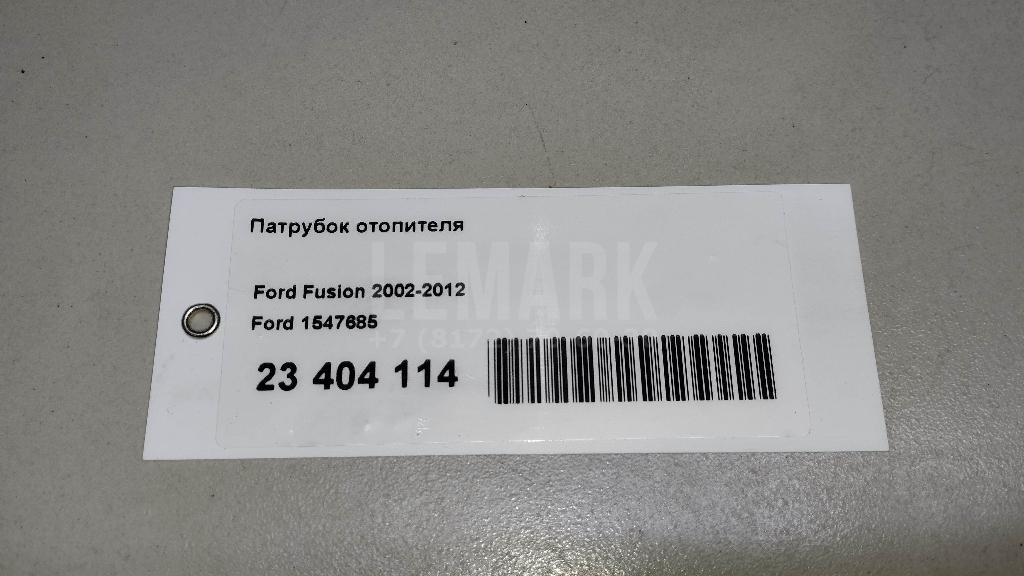 Патрубок отопителя
LEMARK
Ford Fusion 2002-2012
Ford 1547685
23 404 114